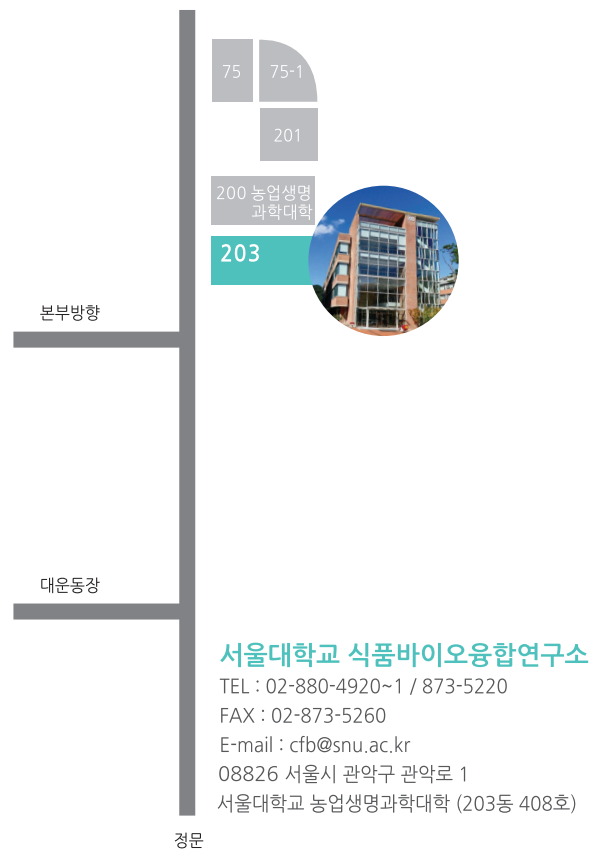 75
75-1
201
200 농업생명
과학대학
203
본부방향
대운동장
서울대학교 식품바이오융합연구소
TEL : 02-880-4920~1 / 873-5220
FAX : 02-873-5260
E-mail : cfb@snu.ac.kr
08826 서울시 관악구 관악로 1
서울대학교 농업생명과학대학 (203동 408호)
정문